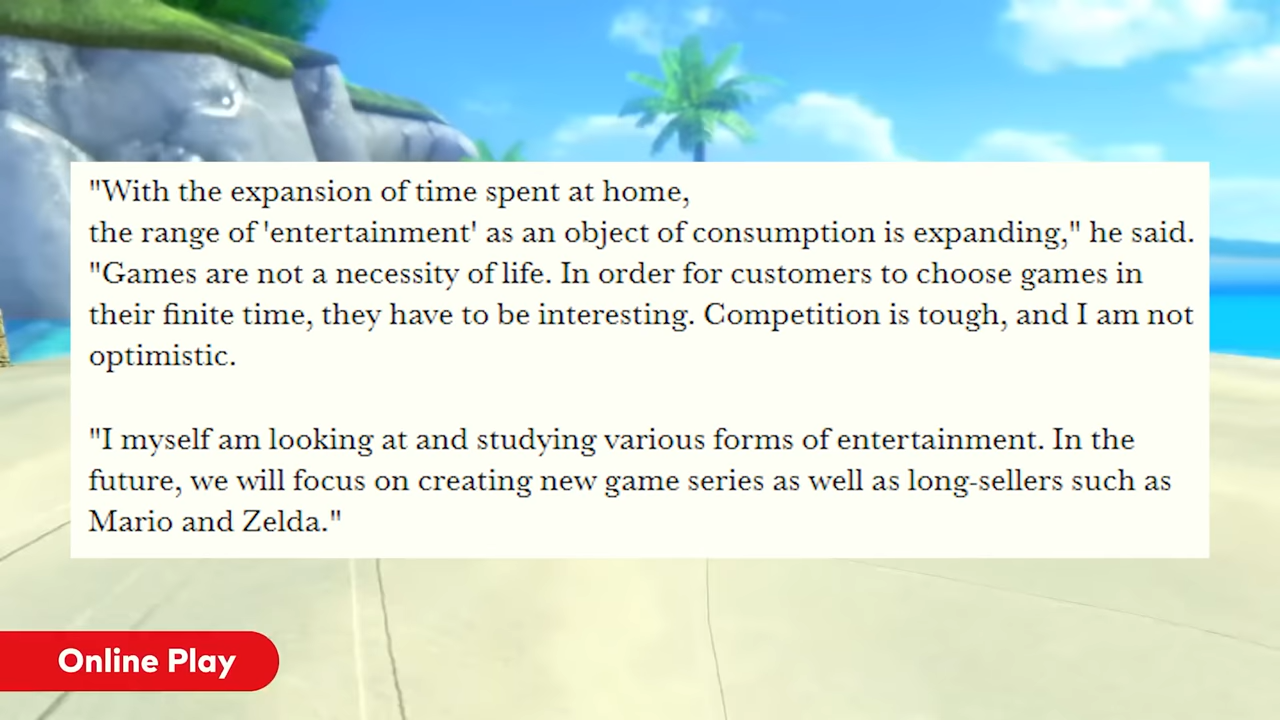 "With the expansion of time spent at home,
the range of 'entertainment' as an object of consumption is expanding," he said.
"Games are not a necessity of life. In order for customers to choose games in
their finite time, they have to be interesting. Competition is tough, and I am not
optimistic.
"I myself am looking at and studying various forms of entertainment. In the
future, we will focus on creating new game series as well as long-sellers such as
Mario and Zelda."
Online Play